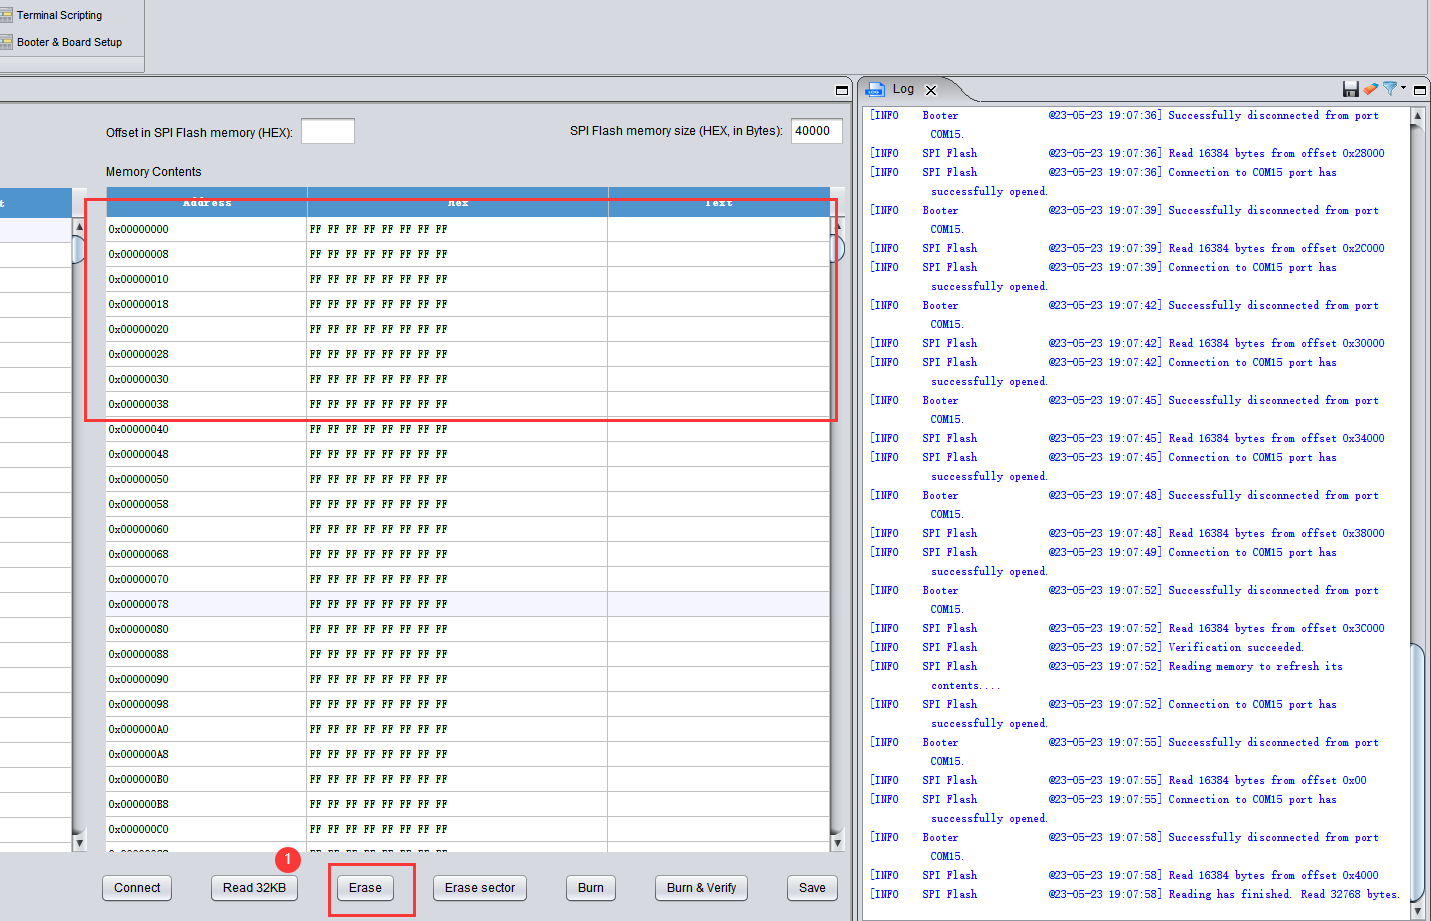 Terminal Scripting
Booter & Board Setup
Offset in SPI Flash memory (HEX):
SPI Flash memory size (HEX, in Bytes): 40000
Memory Contents
t
Address Hex Text
0x00000000 FF FF FF FF FF FF FF FF
0x00000008 FF FF FF FF FF FF FF FF
0x00000010 FF FF FF FF FF FF FF FF
0x00000018 FF FF FF FF FF FF FF FF
0x00000020 FF FF FF FF FF FF FF FF
0x00000028 FF FF FF FF FF FF FF FF
0x00000030 FF FF FF FF FF FF FF FF
0x00000038 FF FF FF FF FF FF FF FF
0x00000040 FF FF FF FF FF FF FF FF
0x00000048 FF FF FF FF FF FF FF FF
0x00000050 FF FF FF FF FF FF FF FF
0x00000058 FF FF FF FF FF FF FF FF
0x00000060 FF FF FF FF FF FF FF FF
0x00000068 FF FF FF FF FF FF FF FF
0x00000070 FF FF FF FF FF FF FF FF
0x00000078 FF FF FF FF FF FF FF FF
0x00000080 FF FF FF FF FF FF FF FF
0x00000088 FF FF FF FF FF FF FF FF
0x00000090 FF FF FF FF FF FF FF FF
0x00000098 FF FF FF FF FF FF FF FF
0x000000A0 FF FF FF FF FF FF FF FF
0x000000A8 FF FF FF FF FF FF FF FF
0x000000B0 FF FF FF FF FF FF FF FF
0x000000B8 FF FF FF FF FF FF FF FF
0x000000C0 FF FF FF FF FF FF FF FF
1
Connect
Read 32KB
Erase
Erase sector
Burn
Burn & Verify
Save
Log
[INFO Booter @23-05-23 19:07:36] Successfully disconnected from port
COM15.
[INFO SPI Flash @23-05-23 19:07:36] Read 16384 bytes from offset 0x28000
[INFO SPI Flash @23-05-23 19:07:36] Connection to COM15 port has
successfully opened.
[INFO Booter @23-05-23 19:07:39] Successfully disconnected from port
COM15.
[INFO SPI Flash @23-05-23 19:07:39] Read 16384 bytes from offset 0x2C000
[INFO SPI Flash @23-05-23 19:07:39] Connection to COM15 port has
successfully opened.
[INFO Booter @23-05-23 19:07:42] Successfully disconnected from port
COM15.
[INFO SPI Flash @23-05-23 19:07:42] Read 16384 bytes from offset 0x30000
[INFO SPI Flash @23-05-23 19:07:42] Connection to COM15 port has
successfully opened.
[INFO Booter @23-05-23 19:07:45] Successfully disconnected from port
COM15.
[INFO SPI Flash @23-05-23 19:07:45] Read 16384 bytes from offset 0x34000
[INFO SPI Flash @23-05-23 19:07:45] Connection to COM15 port has
successfully opened.
[INFO Booter @23-05-23 19:07:48] Successfully disconnected from port
COM15.
[INFO SPI Flash @23-05-23 19:07:48] Read 16384 bytes from offset 0x38000
[INFO SPI Flash @23-05-23 19:07:49] Connection to COM15 port has
successfully opened.
[INFO Booter @23-05-23 19:07:52] Successfully disconnected from port
COM15.
[INFO SPI Flash @23-05-23 19:07:52] Read 16384 bytes from offset 0x3C000
[INFO SPI Flash @23-05-23 19:07:52] Verification succeeded.
[INFO SPI Flash @23-05-23 19:07:52] Reading memory to refresh its
contents....
[INFO SPI Flash @23-05-23 19:07:52] Connection to COM15 port has
successfully opened.
[INFO Booter @23-05-23 19:07:55] Successfully disconnected from port
COM15.
[INFO SPI Flash @23-05-23 19:07:55] Read 16384 bytes from offset 0x00
[INFO SPI Flash @23-05-23 19:07:55] Connection to COM15 port has
successfully opened.
[INFO Booter @23-05-23 19:07:58] Successfully disconnected from port
COM15.
[INFO SPI Flash @23-05-23 19:07:58] Read 16384 bytes from offset 0x4000
[INFO SPI Flash @23-05-23 19:07:58] Reading has finished. Read 32768 bytes.